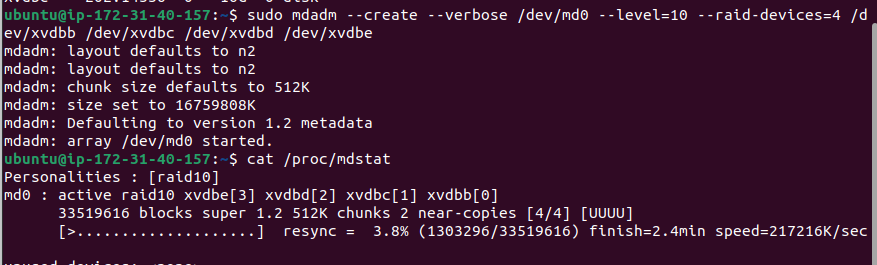 ubuntu@ip-172-31-40-157:~$ sudo mdadm --create --verbose /dev/md0 --level=10 --raid-devices=4 /d
ev/xvdbb /dev/xvdbc /dev/xvdbd /dev/xvdbe
mdadm: layout defaults to n2
mdadm: layout defaults to n2
mdadm: chunk size defaults to 512K
mdadm: size set to 16759808K
mdadm: Defaulting to version 1.2 metadata
mdadm: array /dev/md0 started.
ubuntu@ip-172-31-40-157:~$ cat /proc/mdstat
Personalities : [raid10]
md0 : active raid10 xvdbe[3] xvdbd[2] xvdbc[1] xvdbb[0]
33519616 blocks super 1.2 512K chunks 2 near-copies [4/4] [UUUU]
[>....................] resync = 3.8% (1303296/33519616) finish=2.4min speed=217216K/sec